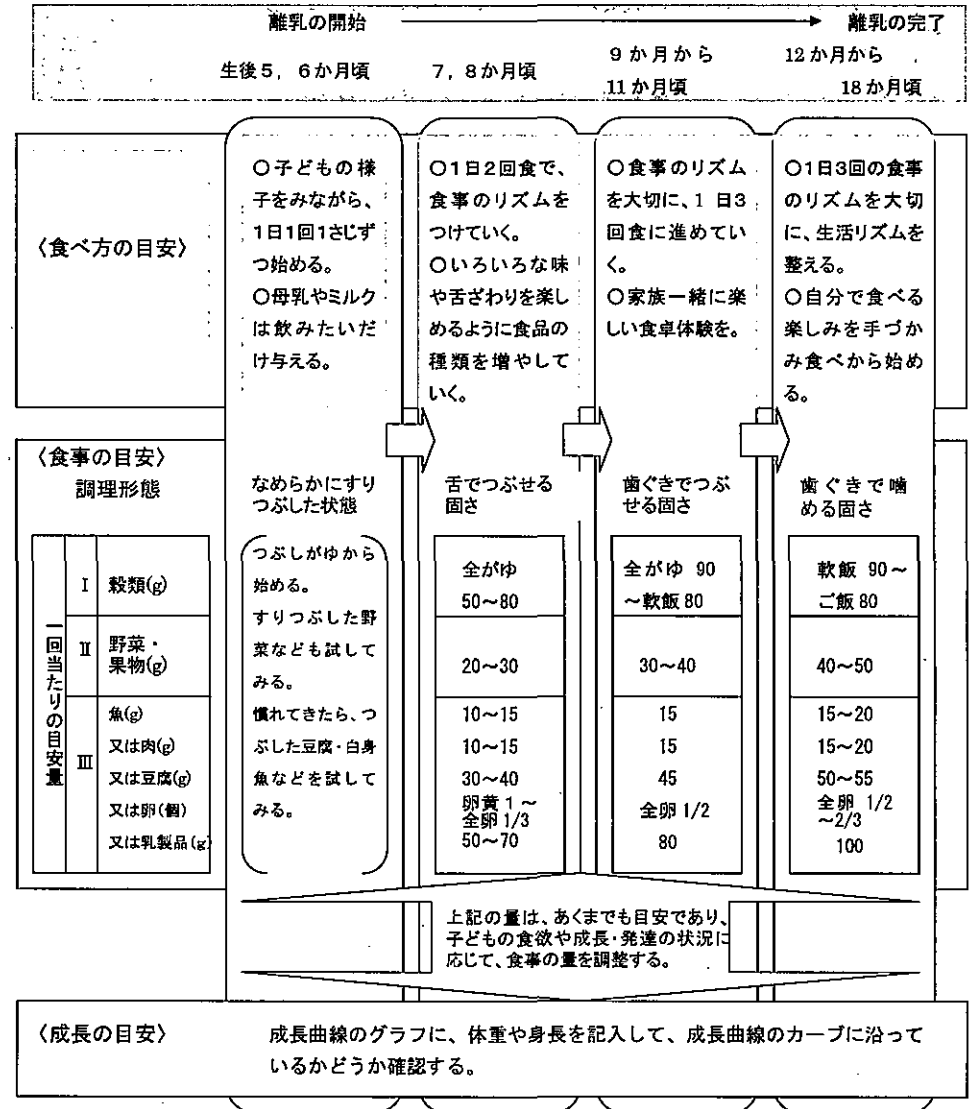 離乳の開始 離乳の完了
生後5,6か月頃 7,8か月頃 9か月から 12か月から
11か月頃 18か月頃
〈食べ方の目安〉
○子どもの様
子をみながら、
1日1回1さじず
つ始める。
○母乳やミルク
は飲みたいだ
け与える。
○1日2回食で、
食事のリズムを
つけていく。
○いろいろな味
や舌ざわりを楽し
めるように食品の
種類を増やして
いく。
○食事のリズム
を大切に、1日3
回食に進めてい
く。
○家族一緒に楽
しい食卓体験を。
○1日3回の食事
のリズムを大切
に、生活リズムを
整える。
○自分で食べる
楽しみを手づか
み食べから始め
る。
〈食事の目安〉
調理形態
なめらかにすり
つぶした状態
舌でつぶせる
固さ
歯ぐきでつぶ
せる固さ
歯ぐきで噛
める固さ
一回当たりの目安量
I 穀類(g)
II 野菜・
果物(g)
III 魚(g)
又は肉(g)
又は豆腐(g)
又は卵(個)
又は乳製品(g)
つぶしがゆから
始める。
すりつぶした野
菜なども試して
みる。
慣れてきたら、つ
ぶした豆腐・白身
魚などを試して
みる。
全がゆ
50~80
20~30
10~15
10~15
30~40
卵黄1~
全卵1/3
50~70
全がゆ 90
~軟飯80
30~40
15
15
45
全卵1/2
80
軟飯 90~
ご飯80
40~50
15~20
15~20
50~55
全卵 1/2
~2/3
100
上記の量は、あくまでも目安であり、
子どもの食欲や成長・発達の状況に
応じて、食事の量を調整する。
〈成長の目安〉
成長曲線のグラフに、体重や身長を記入して、成長曲線のカーブに沿って
いるかどうか確認する。